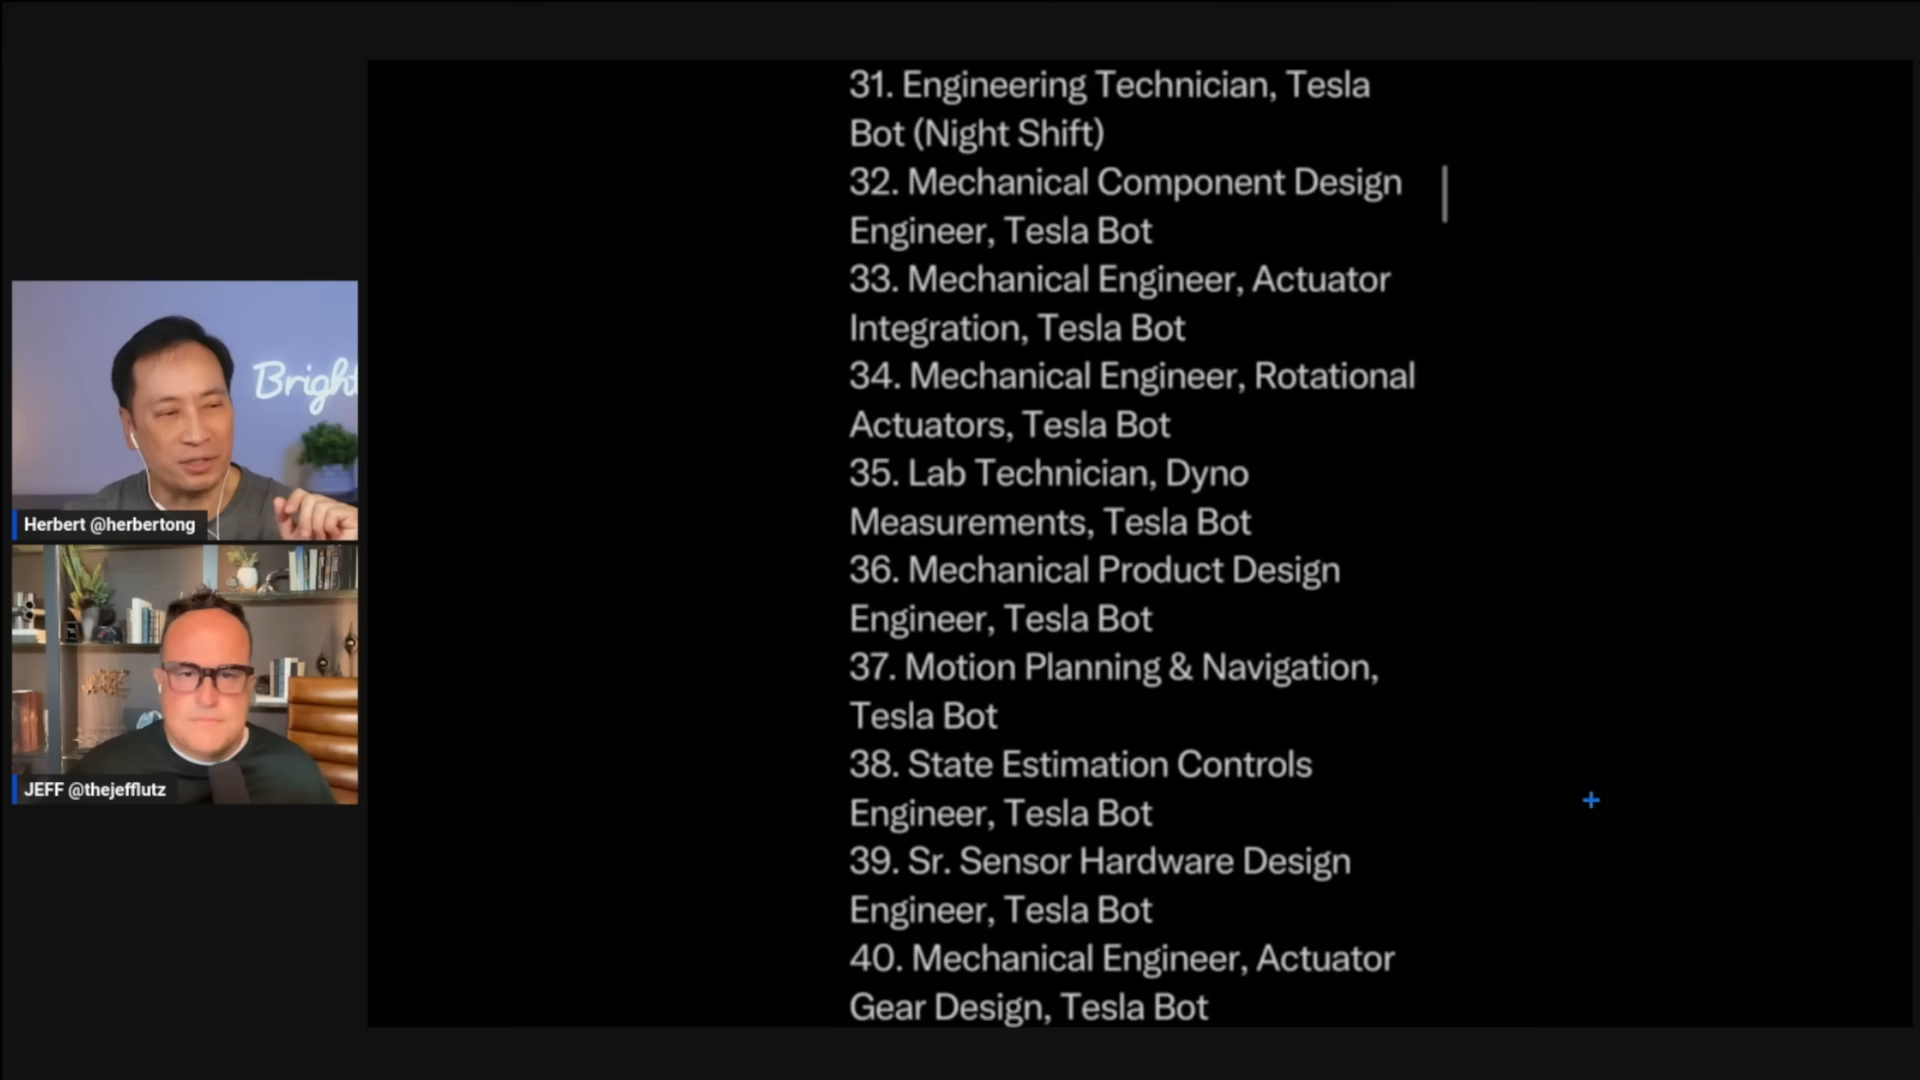 31. Engineering Technician, Tesla
Bot (Night Shift)
32. Mechanical Component Design
Engineer, Tesla Bot
33. Mechanical Engineer, Actuator
Integration, Tesla Bot
34. Mechanical Engineer, Rotational
Actuators, Tesla Bot
35. Lab Technician, Dyno
Measurements, Tesla Bot
36. Mechanical Product Design
Engineer, Tesla Bot
37. Motion Planning & Navigation,
Tesla Bot
38. State Estimation Controls
Engineer, Tesla Bot
39. Sr. Sensor Hardware Design
Engineer, Tesla Bot
40. Mechanical Engineer, Actuator
Gear Design, Tesla Bot
Bright
Herbert @herbertong
JEFF @thejefflutz